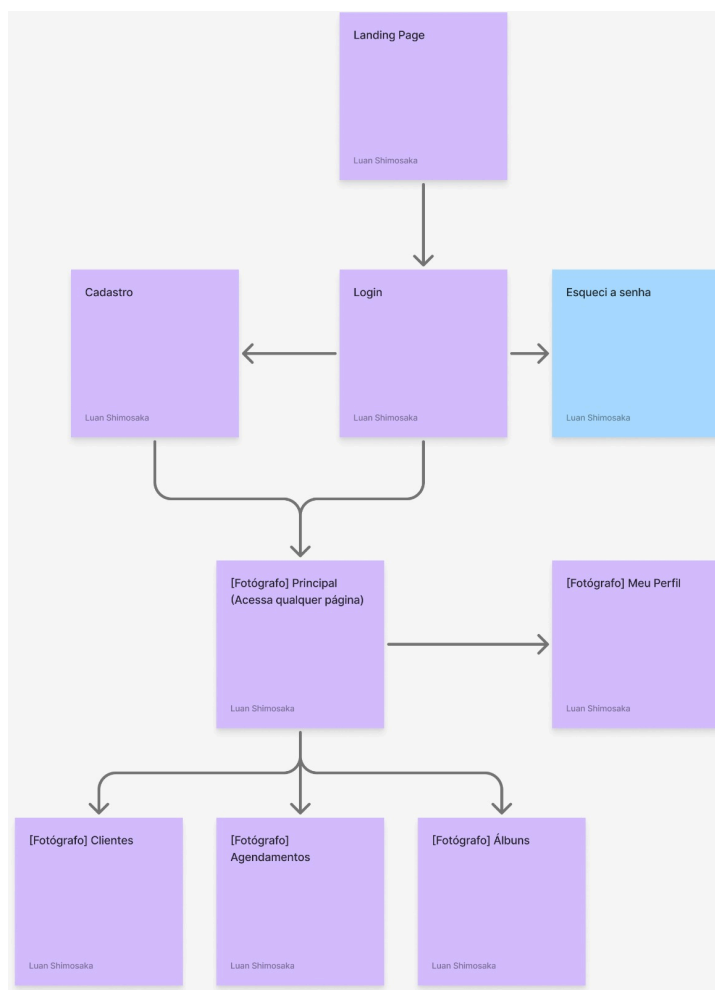 Landing Page
Luan Shimosaka
Cadastro
Luan Shimosaka
Login
Luan Shimosaka
Esqueci a senha
Luan Shimosaka
[Fotógrafo] Principal
(Acessa qualquer página)
Luan Shimosaka
[Fotógrafo] Meu Perfil
Luan Shimosaka
[Fotógrafo] Clientes
Luan Shimosaka
[Fotógrafo]
Agendamentos
Luan Shimosaka
[Fotógrafo] Álbuns
Luan Shimosaka